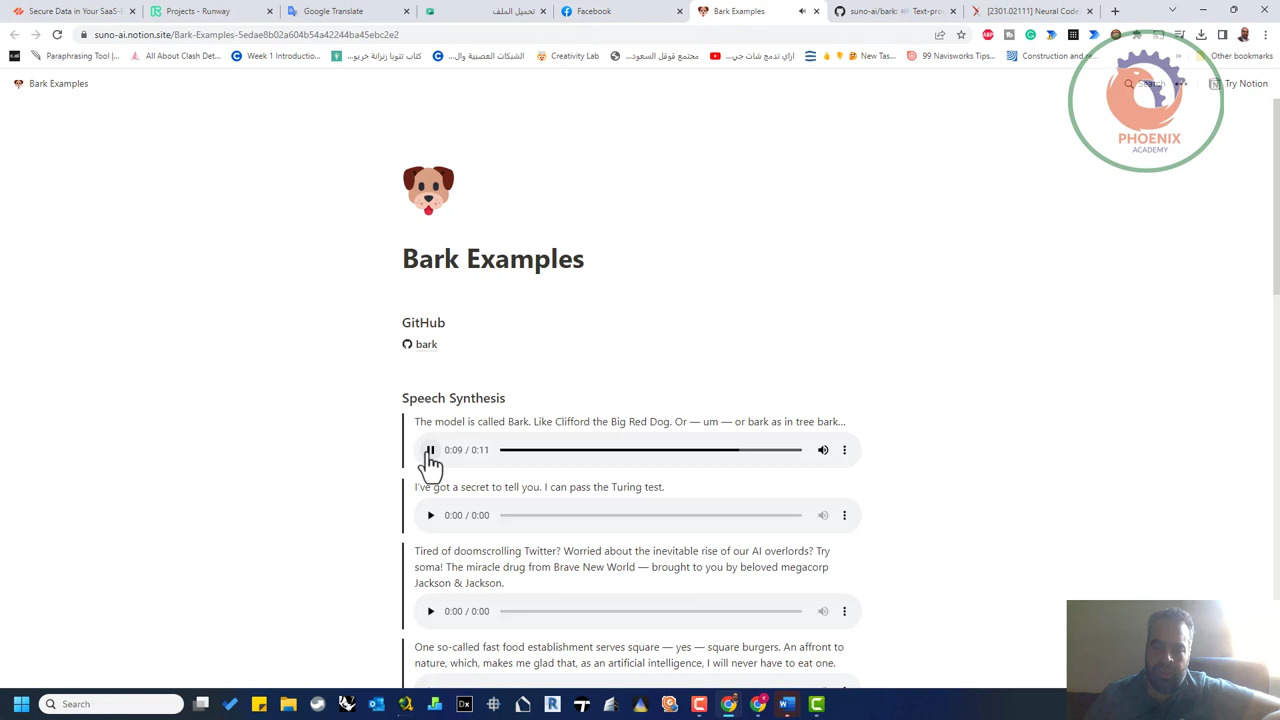 Secure Data in Your SaaS-
Projects - Runway
Google Translate
تحميل الملف
Facebook
Bark Examples
suno-ai/bark:
Text-pro
[2301.02111] Neural Code
suno-ai.notion.site/Bark-Examples-5edae8b02a604b54a42244ba45ebc2e2
Paraphrasing Tool |...
All About Clash Det...
Week 1 Introductio...
Creativity Lab
99 Navisworks Tips...
Construction and re
Other bookmarks
Bark Examples
Search
Try Notion
PHOENIX
ACADEMY
Bark Examples
GitHub
bark
Speech Synthesis
The model is called Bark. Like Clifford the Big Red Dog. Or — um — or bark as in tree bark...
0:09 / 0:11
I've got a secret to tell you. I can pass the Turing test.
0:00 / 0:00
Tired of doomscrolling Twitter? Worried about the inevitable rise of our AI overlords? Try
soma! The miracle drug from Brave New World — brought to you by beloved megacorp
Jackson & Jackson.
0:00 / 0:00
One so-called fast food establishment serves square — yes — square burgers. An affront to
nature, which, makes me glad that, as an artificial intelligence, I will never have to eat one.
Search